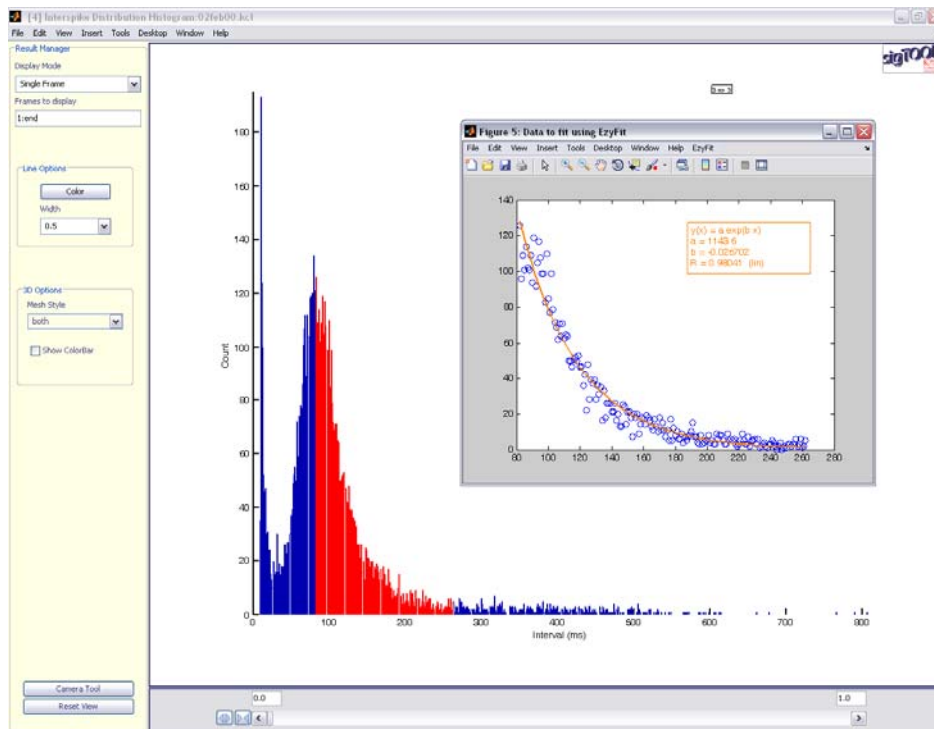 [4] Interspike Distribution Histogram:02feb00.kcl
File Edit View Insert Tools Desktop Window Help
Result Manager
Display Mode
Single Frame
Frames to display
1:end
Line Options
Color
Width
0.5
3D Options
Mesh Style
both
Show ColorBar
Camera Tool
Reset View
sigTOOL
180
160
140
120
100
80
60
40
20
0
Count
0 100 200 300 400 500 600 700 800
Interval (ms)
Figure 5: Data to fit using EzyFit
File Edit View Insert Tools Desktop Window Help EzyFit
140
120
100
80
60
40
20
0
80 100 120 140 160 180 200 220 240 260 280
y(x) = a exp(b x)
a = 1143.6
b = -0.026702
R = 0.98041 (lin)
0.0
1.0